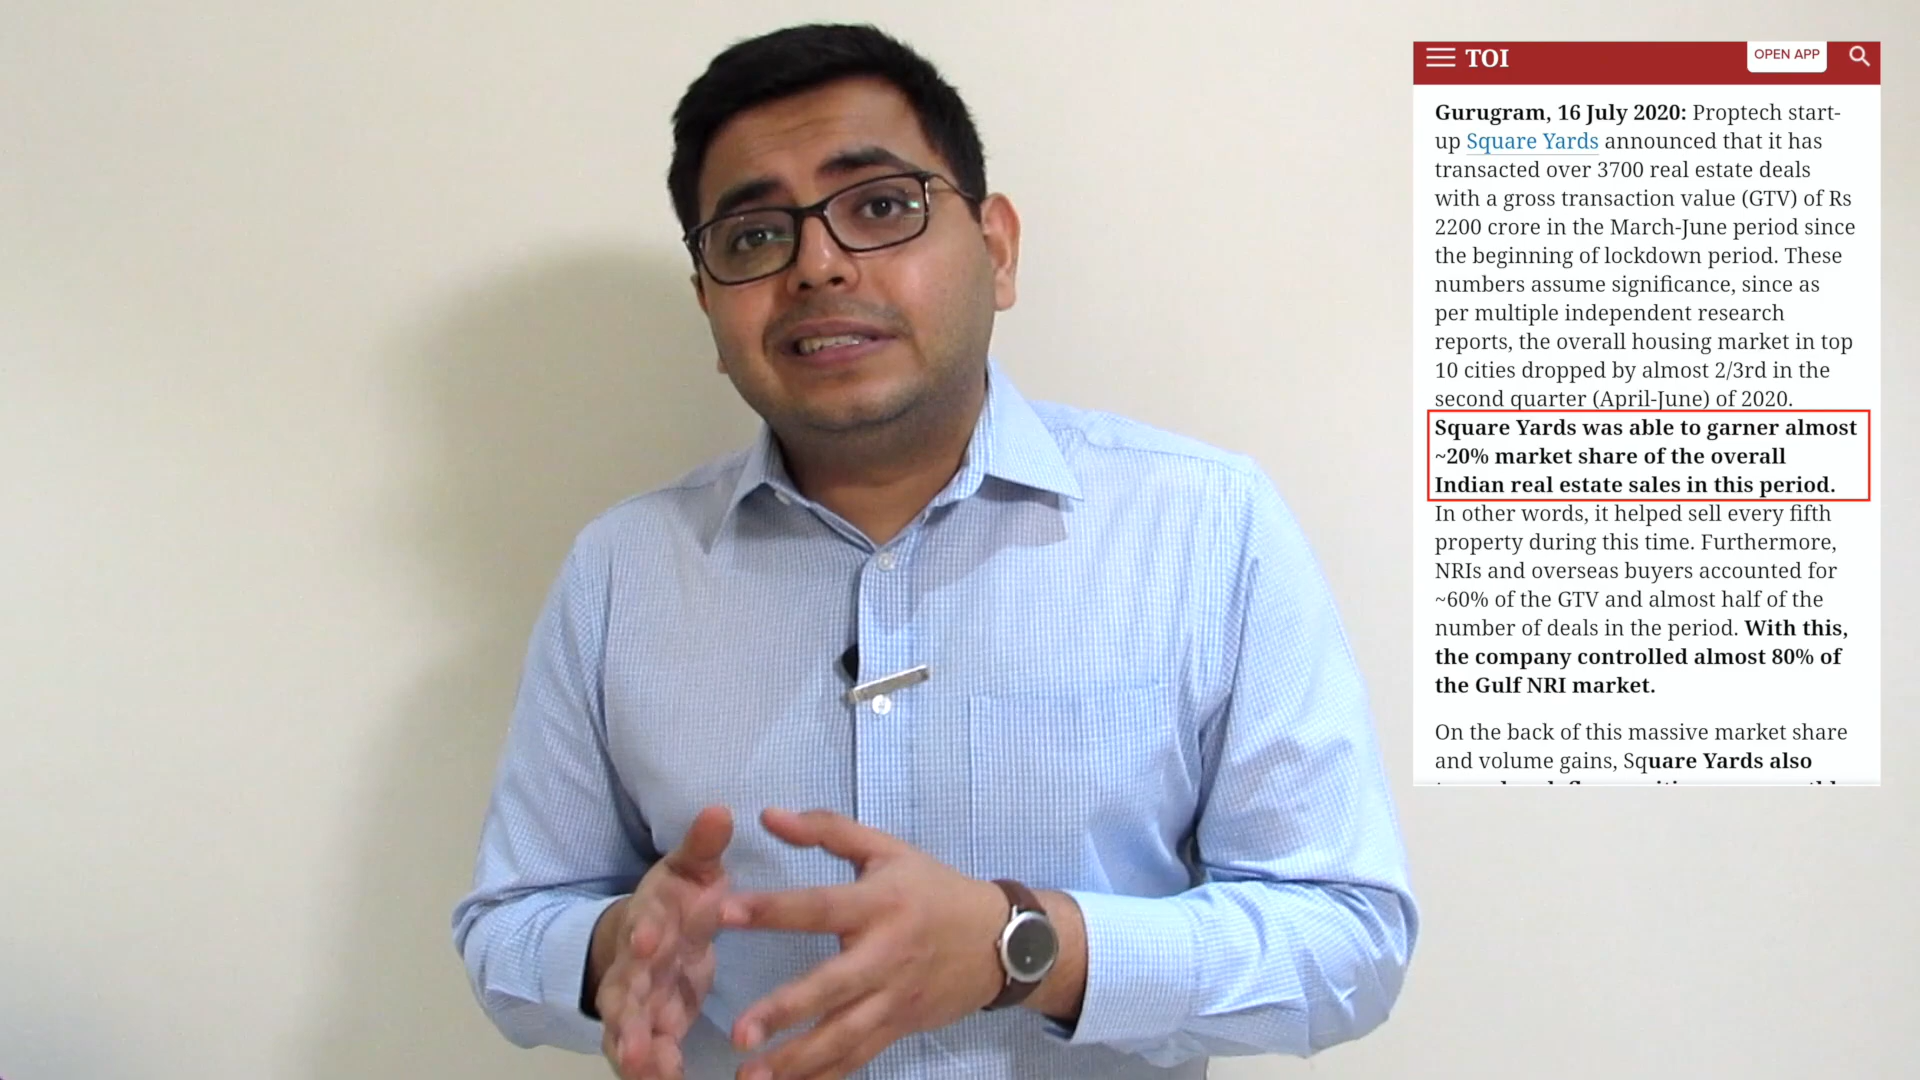 TOI
OPEN APP
Gurugram, 16 July 2020: Proptech start-
up Square Yards announced that it has
transacted over 3700 real estate deals
with a gross transaction value (GTV) of Rs
2200 crore in the March-June period since
the beginning of lockdown period. These
numbers assume significance, since as
per multiple independent research
reports, the overall housing market in top
10 cities dropped by almost 2/3rd in the
second quarter (April-June) of 2020.
Square Yards was able to garner almost
~20% market share of the overall
Indian real estate sales in this period.
In other words, it helped sell every fifth
property during this time. Furthermore,
NRIs and overseas buyers accounted for
~60% of the GTV and almost half of the
number of deals in the period. With this,
the company controlled almost 80% of
the Gulf NRI market.
On the back of this massive market share
and volume gains, Square Yards also